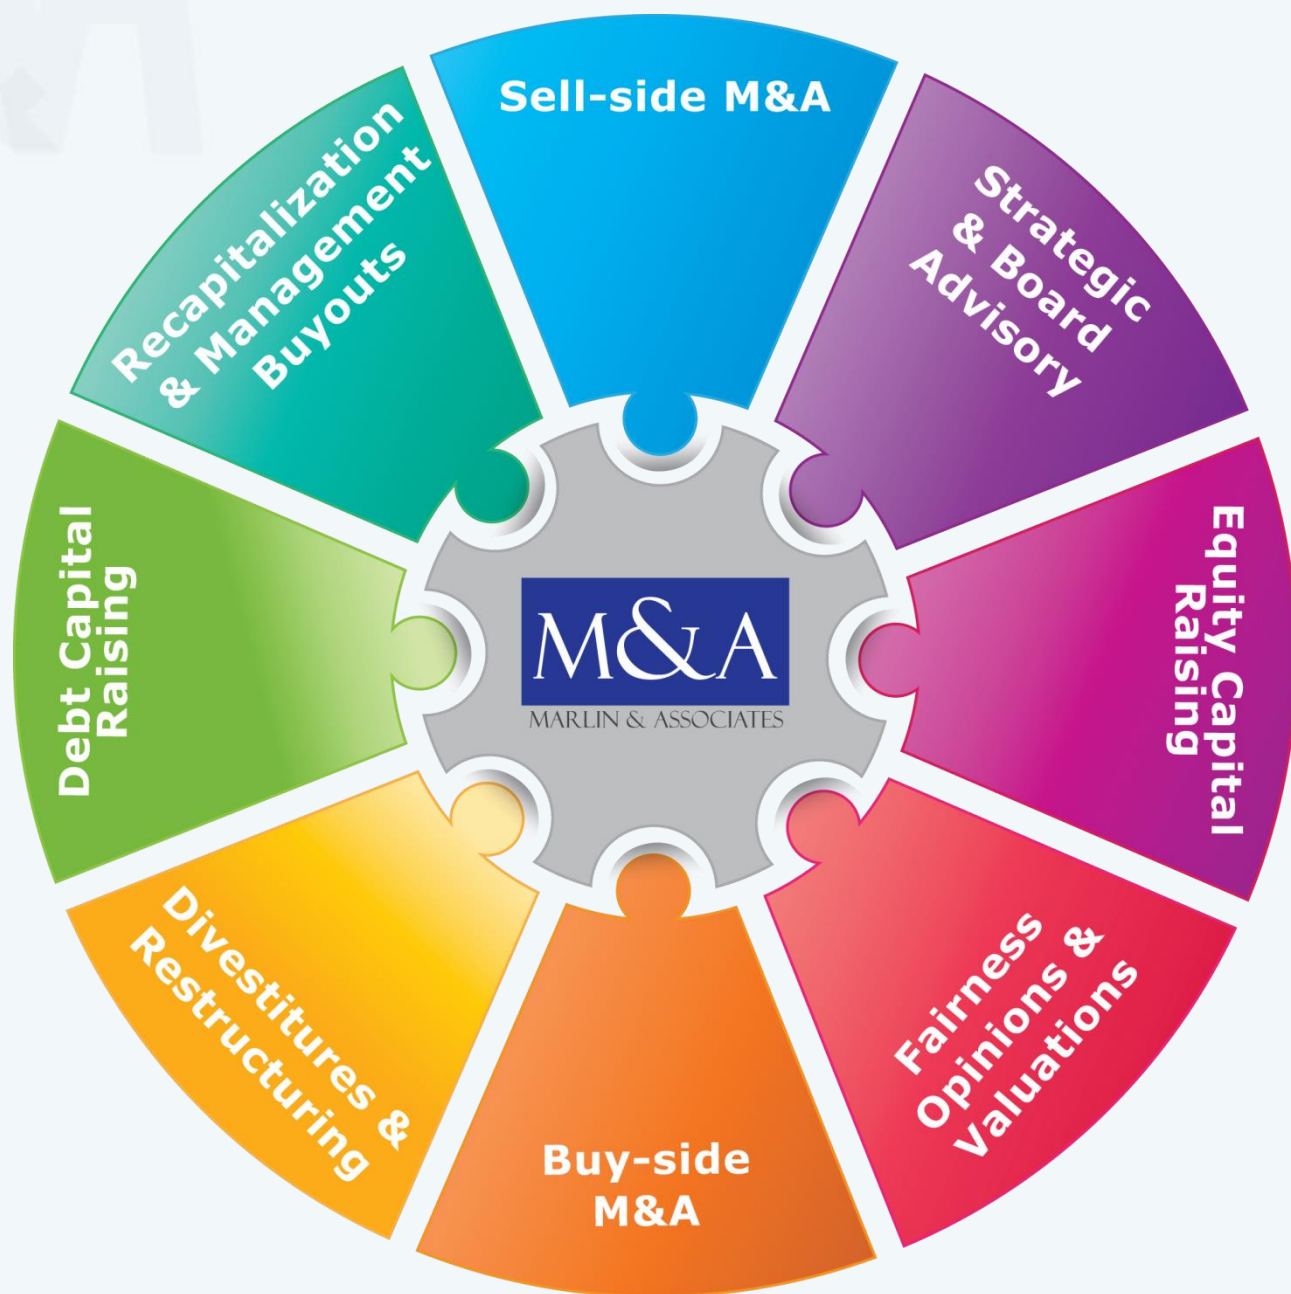 Sell-side M&A
Strategic
& Board
Advisory
Equity Capital
Raising
Fairness
Opinions &
Valuations
Buy-side
M&A
Divestitures &
Restructuring
Debt Capital
Raising
Recapitalization
& Management
Buyouts
M&A
MARLIN & ASSOCIATES